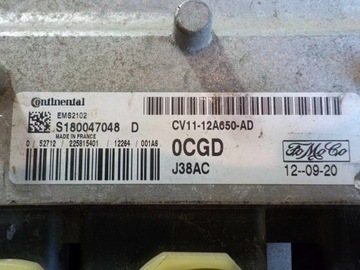 Continental
EMS2102
S180047048 D
MADE IN FRANCE
0 / 52712 / 225815401 / 12264 / 001A6
CV11-12A650-AD
0CGD
J38AC
FoMoCo
12--09-20